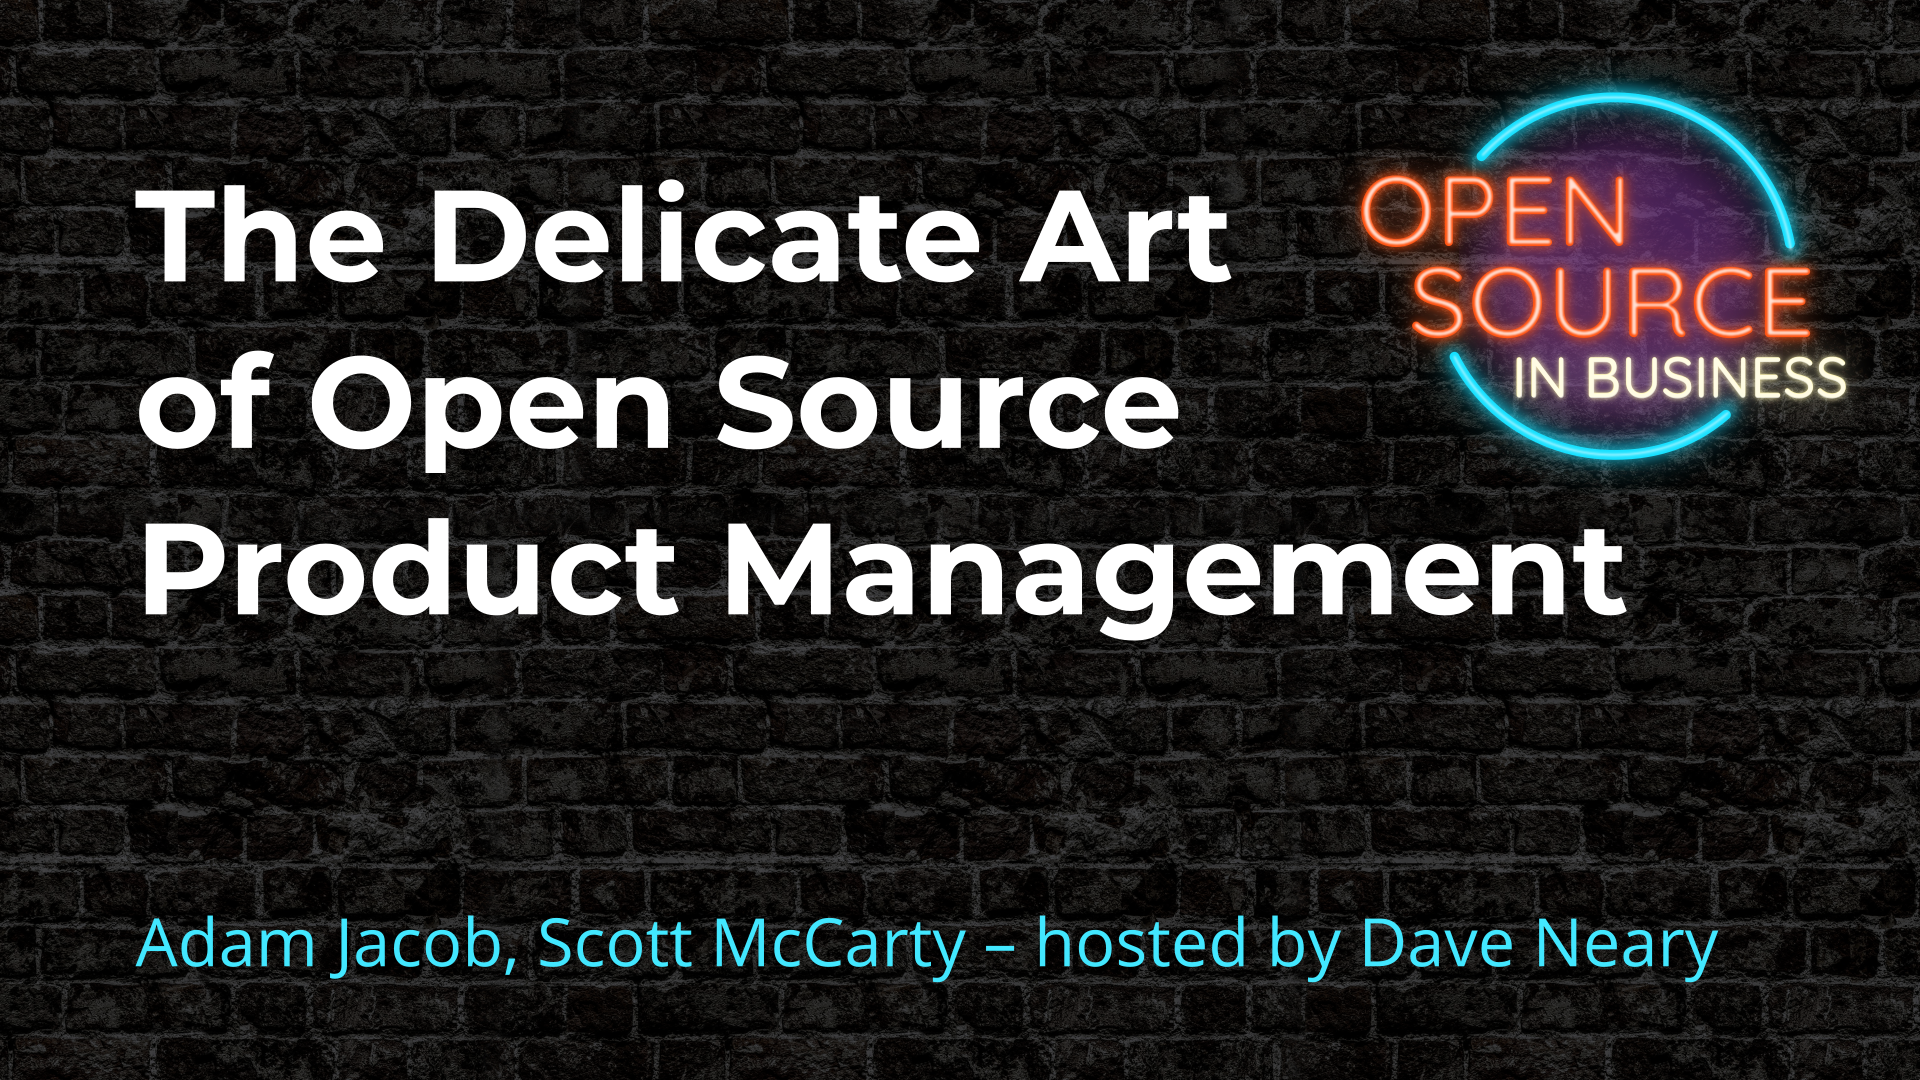 The Delicate Art
of Open Source
Product Management
OPEN
SOURCE
IN BUSINESS
Adam Jacob, Scott McCarty – hosted by Dave Neary